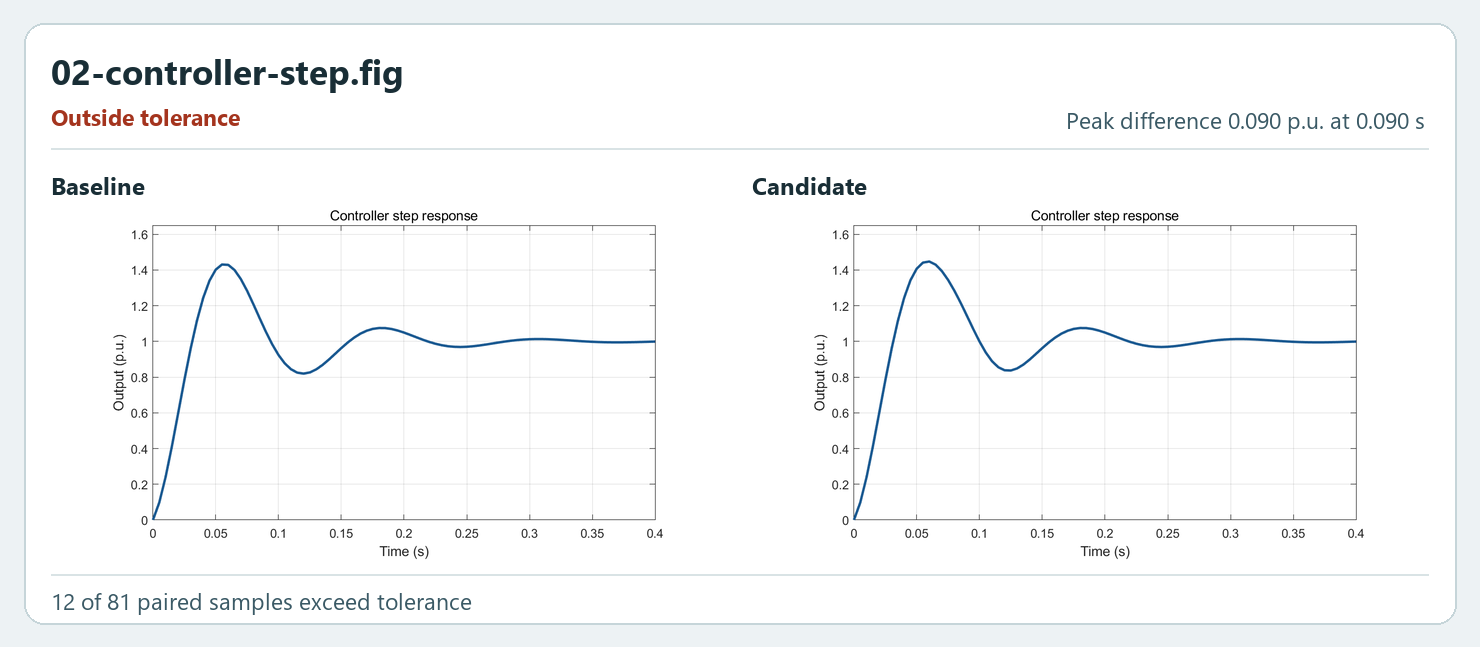 02-controller-step.fig
Outside tolerance
Peak difference 0.090 p.u. at 0.090 s
Baseline
Controller step response
1.6
1.4
1.2
1
0.8
0.6
0.4
0.2
0
Output (p.u.)
0 0.05 0.1 0.15 0.2 0.25 0.3 0.35 0.4
Time (s)
Candidate
Controller step response
1.6
1.4
1.2
1
0.8
0.6
0.4
0.2
0
Output (p.u.)
0 0.05 0.1 0.15 0.2 0.25 0.3 0.35 0.4
Time (s)
12 of 81 paired samples exceed tolerance